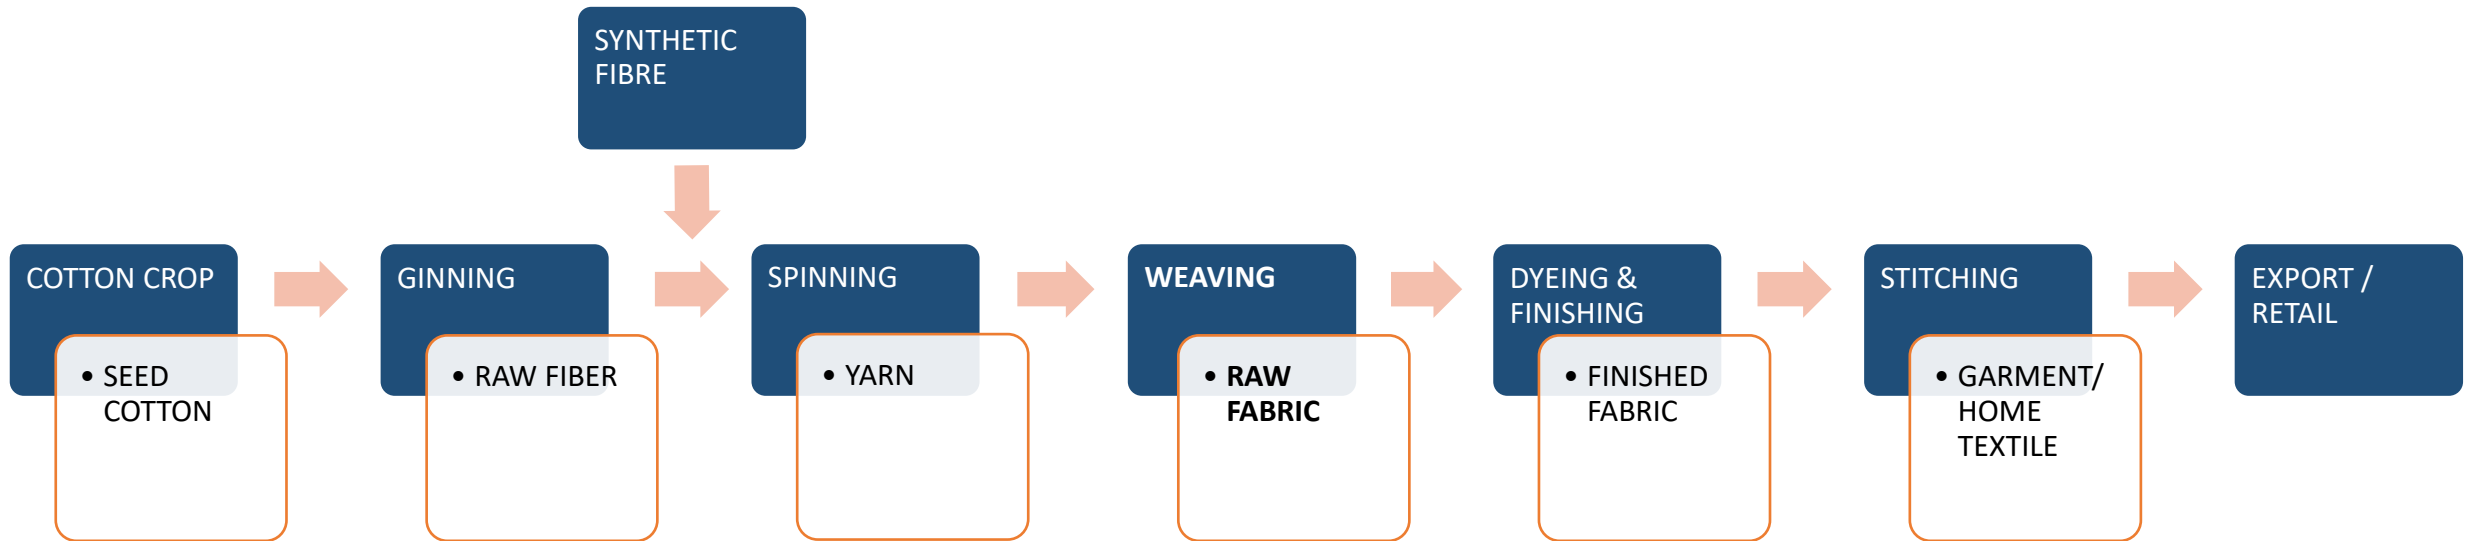 SYNTHETIC
FIBRE
COTTON CROP
• SEED
COTTON
GINNING
• RAW FIBER
SPINNING
• YARN
WEAVING
• RAW
FABRIC
DYEING &
FINISHING
• FINISHED
FABRIC
STITCHING
• GARMENT/
HOME
TEXTILE
EXPORT /
RETAIL